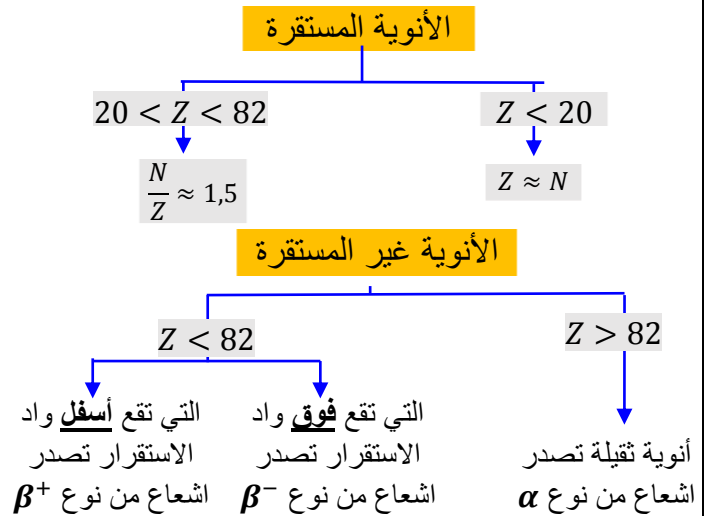 الأنوية المستقرة
Z < 20
20 < Z < 82
Z ≈ N
N/Z ≈ 1,5
الأنوية غير المستقرة
Z > 82
Z < 82
أنوية ثقيلة تصدر
اشعاع من نوع α
التي تقع فوق واد
الاستقرار تصدر
اشعاع من نوع β⁻
التي تقع أسفل واد
الاستقرار تصدر
اشعاع من نوع β⁺